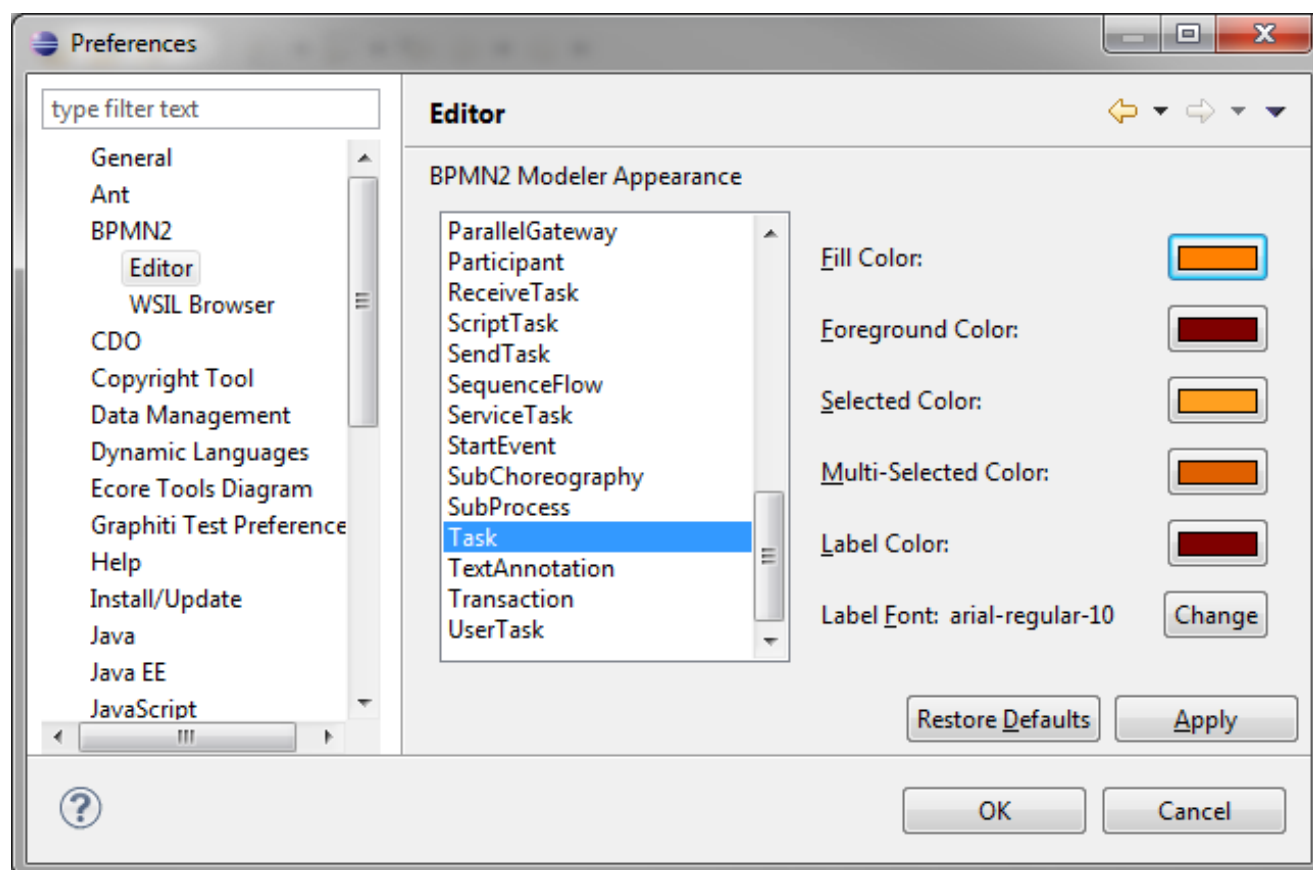 Preferences
type filter text
General
Ant
BPMN2
Editor
WSIL Browser
CDO
Copyright Tool
Data Management
Dynamic Languages
Ecore Tools Diagram
Graphiti Test Preference
Help
Install/Update
Java
Java EE
JavaScript
Editor
BPMN2 Modeler Appearance
ParallelGateway
Participant
ReceiveTask
ScriptTask
SendTask
SequenceFlow
ServiceTask
StartEvent
SubChoreography
SubProcess
Task
TextAnnotation
Transaction
UserTask
Fill Color:
Foreground Color:
Selected Color:
Multi-Selected Color:
Label Color:
Label Font: arial-regular-10 Change
Restore Defaults Apply
OK Cancel